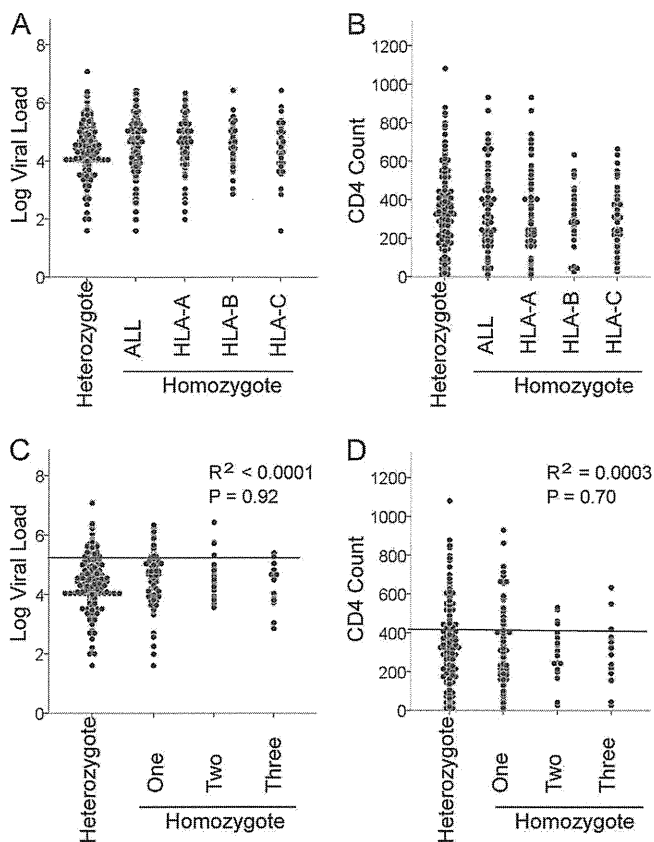 A
Log Viral Load
8
6
4
2
0
Heterozygote
ALL
HLA-A
HLA-B
HLA-C
Homozygote
B
CD4 Count
1200
1000
800
600
400
200
0
Heterozygote
ALL
HLA-A
HLA-B
HLA-C
Homozygote
C
R² < 0.0001
P = 0.92
Log Viral Load
8
6
4
2
0
Heterozygote
One
Two
Three
Homozygote
D
R² = 0.0003
P = 0.70
CD4 Count
1200
1000
800
600
400
200
0
Heterozygote
One
Two
Three
Homozygote